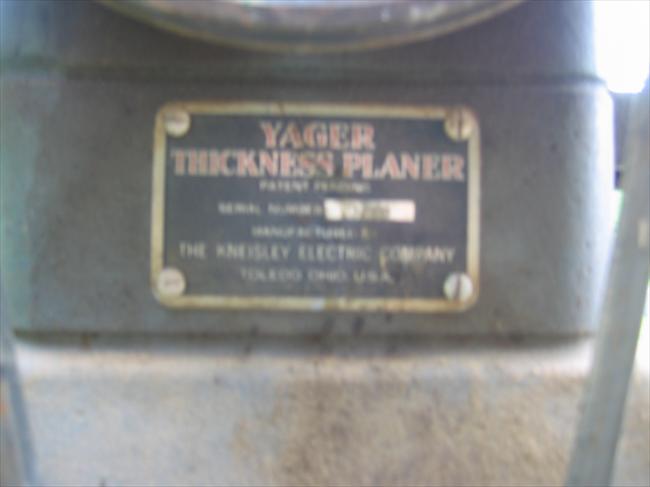 YAGER
THICKNESS PLANER
PATENT PENDING
SERIAL NUMBER
MANUFACTURED BY
THE KNEISLEY ELECTRIC COMPANY
TOLEDO OHIO, U.S.A.